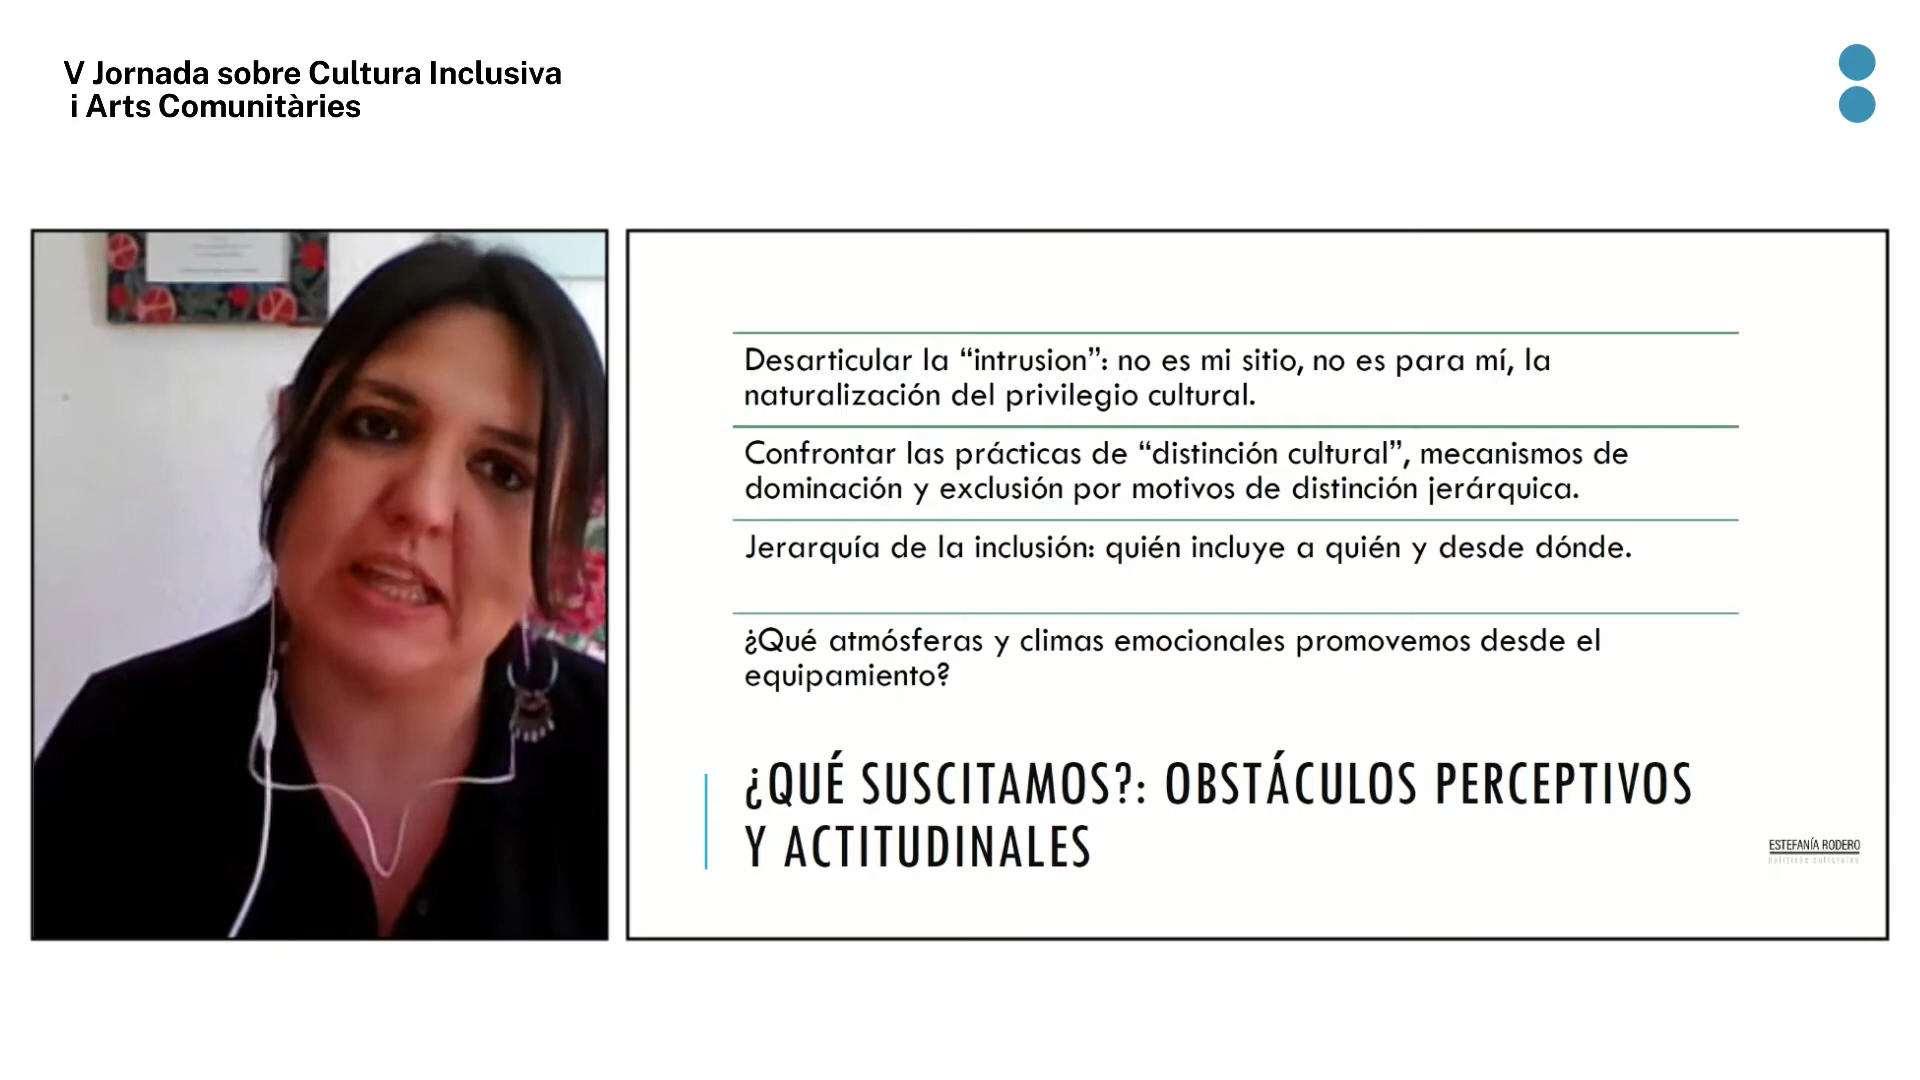 V Jornada sobre Cultura Inclusiva
i Arts Comunitàries
Desarticular la “intrusion”: no es mi sitio, no es para mí, la
naturalización del privilegio cultural.
Confrontar las prácticas de “distinción cultural”, mecanismos de
dominación y exclusión por motivos de distinción jerárquica.
Jerarquía de la inclusión: quién incluye a quién y desde dónde.
¿Qué atmósferas y climas emocionales promovemos desde el
equipamiento?
¿QUÉ SUSCITAMOS?: OBSTÁCULOS PERCEPTIVOS
Y ACTITUDINALES
ESTEFANÍA RODERO
políticas culturales